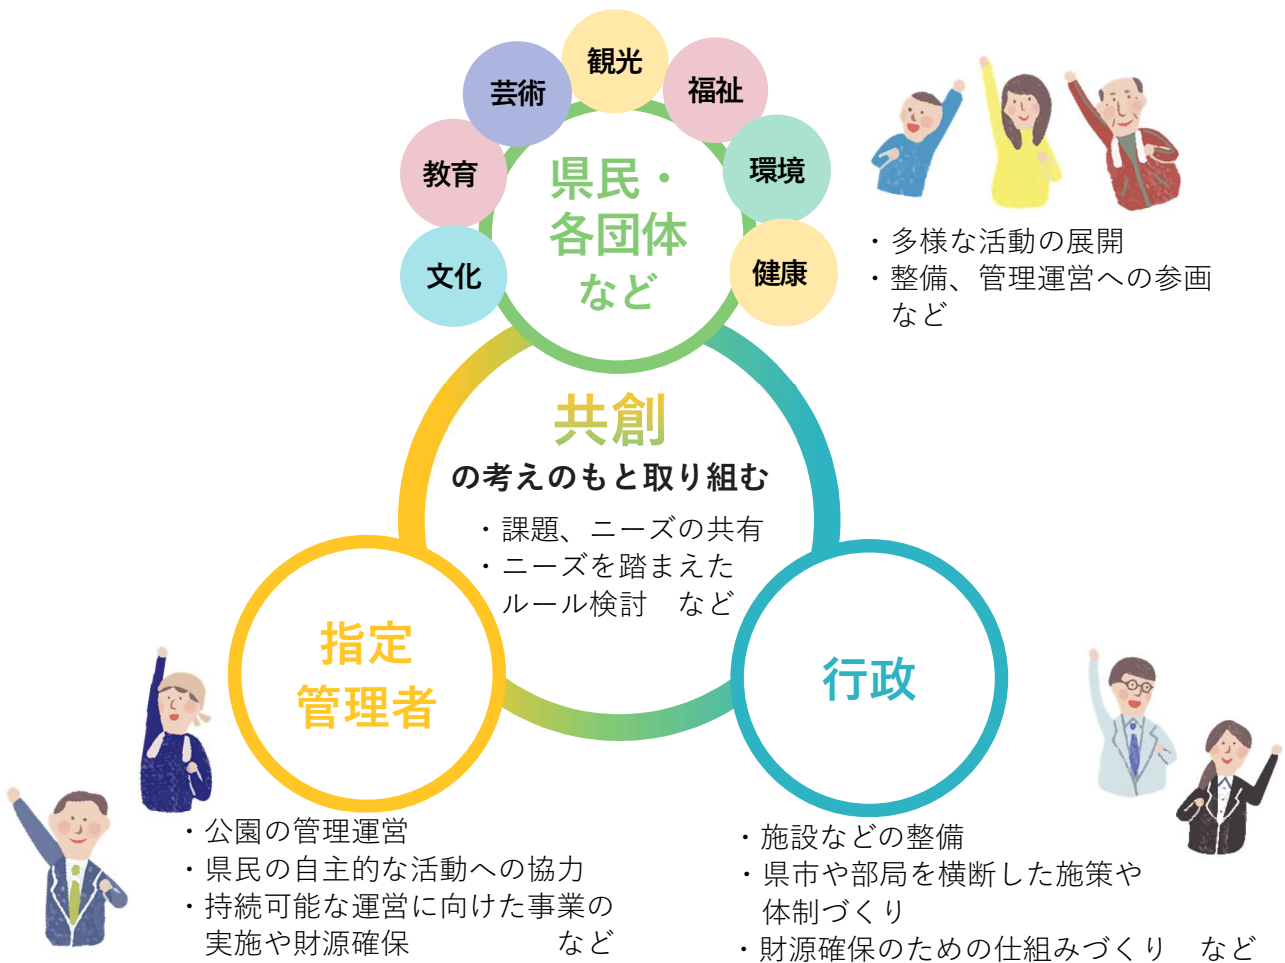 観光
芸術
福祉
教育
環境
文化
健康
県民・
各団体
など
・多様な活動の展開
・整備、管理運営への参画
など
共創
の考えのもと取り組む
・課題、ニーズの共有
・ニーズを踏まえた
ルール検討　など
指定
管理者
行政
・公園の管理運営
・県民の自主的な活動への協力
・持続可能な運営に向けた事業の
実施や財源確保　　　　　など
・施設などの整備
・県市や部局を横断した施策や
体制づくり
・財源確保のための仕組みづくり　など